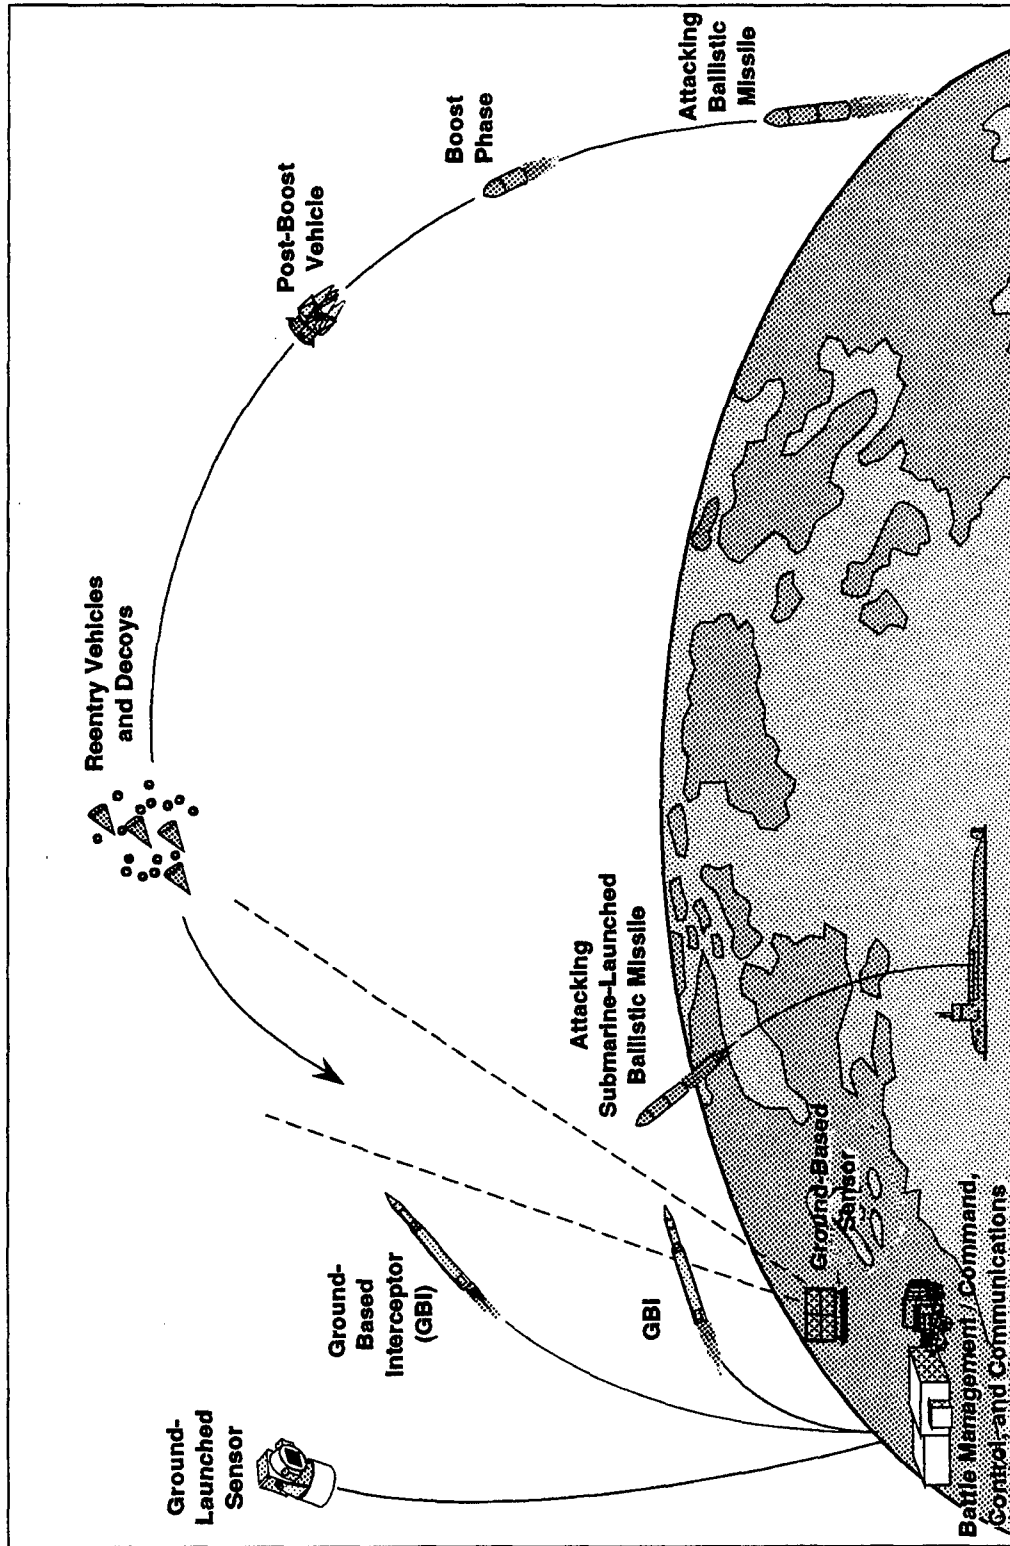 Reentry Vehicles
and Decoys
Post-Boost
Vehicle
Boost
Phase
Attacking
Ballistic
Missile
Ground-
Launched
Sensor
Ground-
Based
Interceptor
(GBI)
GBI
Attacking
Submarine-Launched
Ballistic Missile
Ground-Based
Sensor
Battle Management / Command,
Control, and Communications